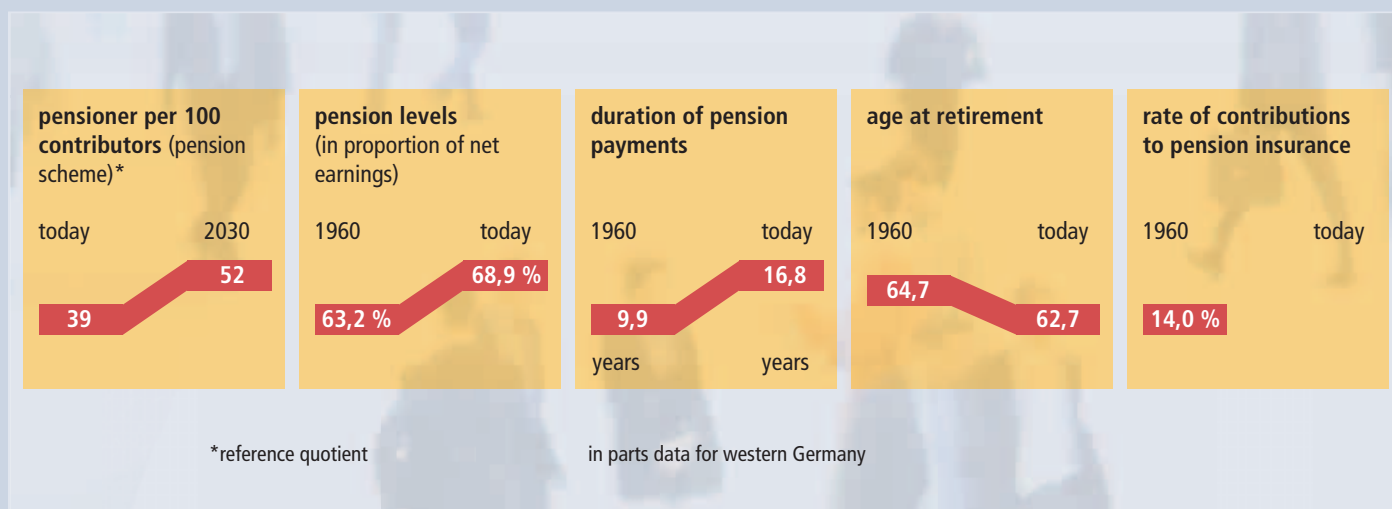 pensioner per 100
contributors (pension
scheme)*
today 2030
39 52
pension levels
(in proportion of net
earnings)
1960 today
63,2 % 68,9 %
duration of pension
payments
1960 today
9,9 16,8
years years
age at retirement
1960 today
64,7 62,7
rate of contributions
to pension insurance
1960 today
14,0 %
*reference quotient
in parts data for western Germany